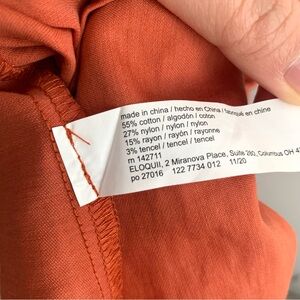 made in china / hecho en China / fabriqué en chine
55% cotton / algodón / coton
27% nylon / nylon / nylon
15% rayon / rayón / rayonne
3% tencel / tencel / tencel
rn 142711
ELOQUII, 2 Miranova Place, Suite 280, Columbus OH
po 27016 122 7734 012 11/20